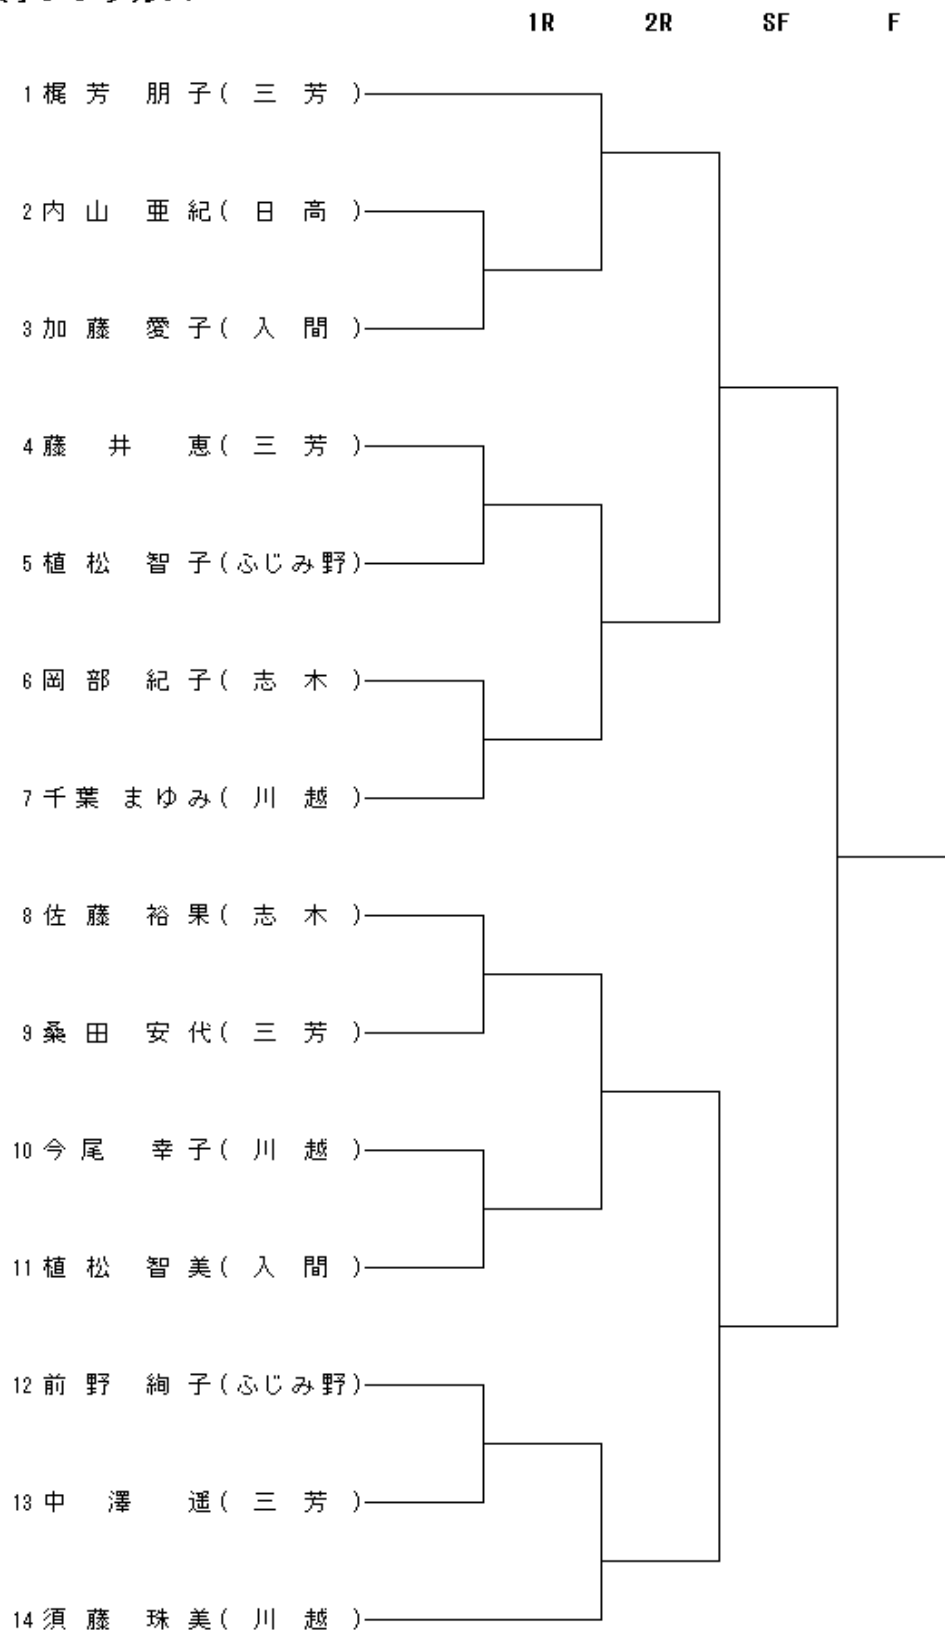 1R 2R SF F
1 梶芳 朋子(三芳)
2 内山 亜紀(日高)
3 加藤 愛子(入間)
4 藤井 恵(三芳)
5 植松 智子(ふじみ野)
6 岡部 紀子(志木)
7 千葉 まゆみ(川越)
8 佐藤 裕果(志木)
9 桑田 安代(三芳)
10 今尾 幸子(川越)
11 植松 智美(入間)
12 前野 絢子(ふじみ野)
13 中澤 遥(三芳)
14 須藤 珠美(川越)